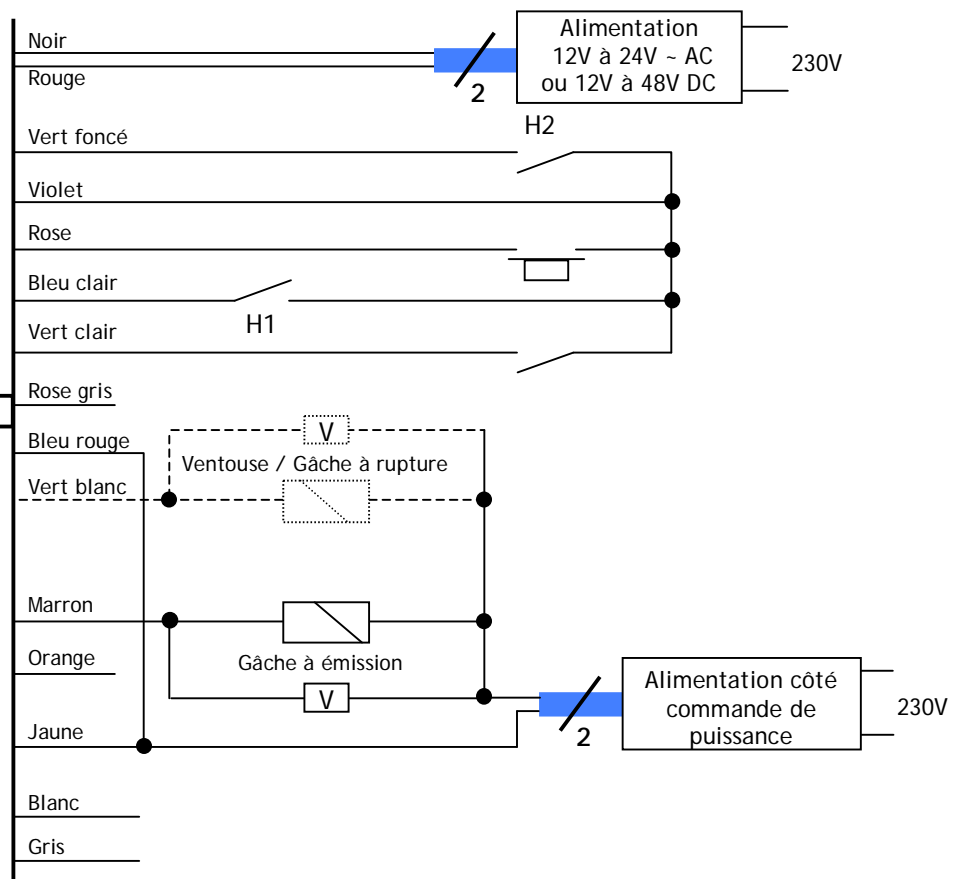 Noir
Rouge
2
Alimentation
12V à 24V ~ AC
ou 12V à 48V DC
230V
Vert foncé
H2
Violet
Rose
Bleu clair
H1
Vert clair
Rose gris
Bleu rouge
V
Ventouse / Gâche à rupture
Vert blanc
Marron
Gâche à émission
Orange
V
Jaune
2
Alimentation côté
commande de
puissance
230V
Blanc
Gris